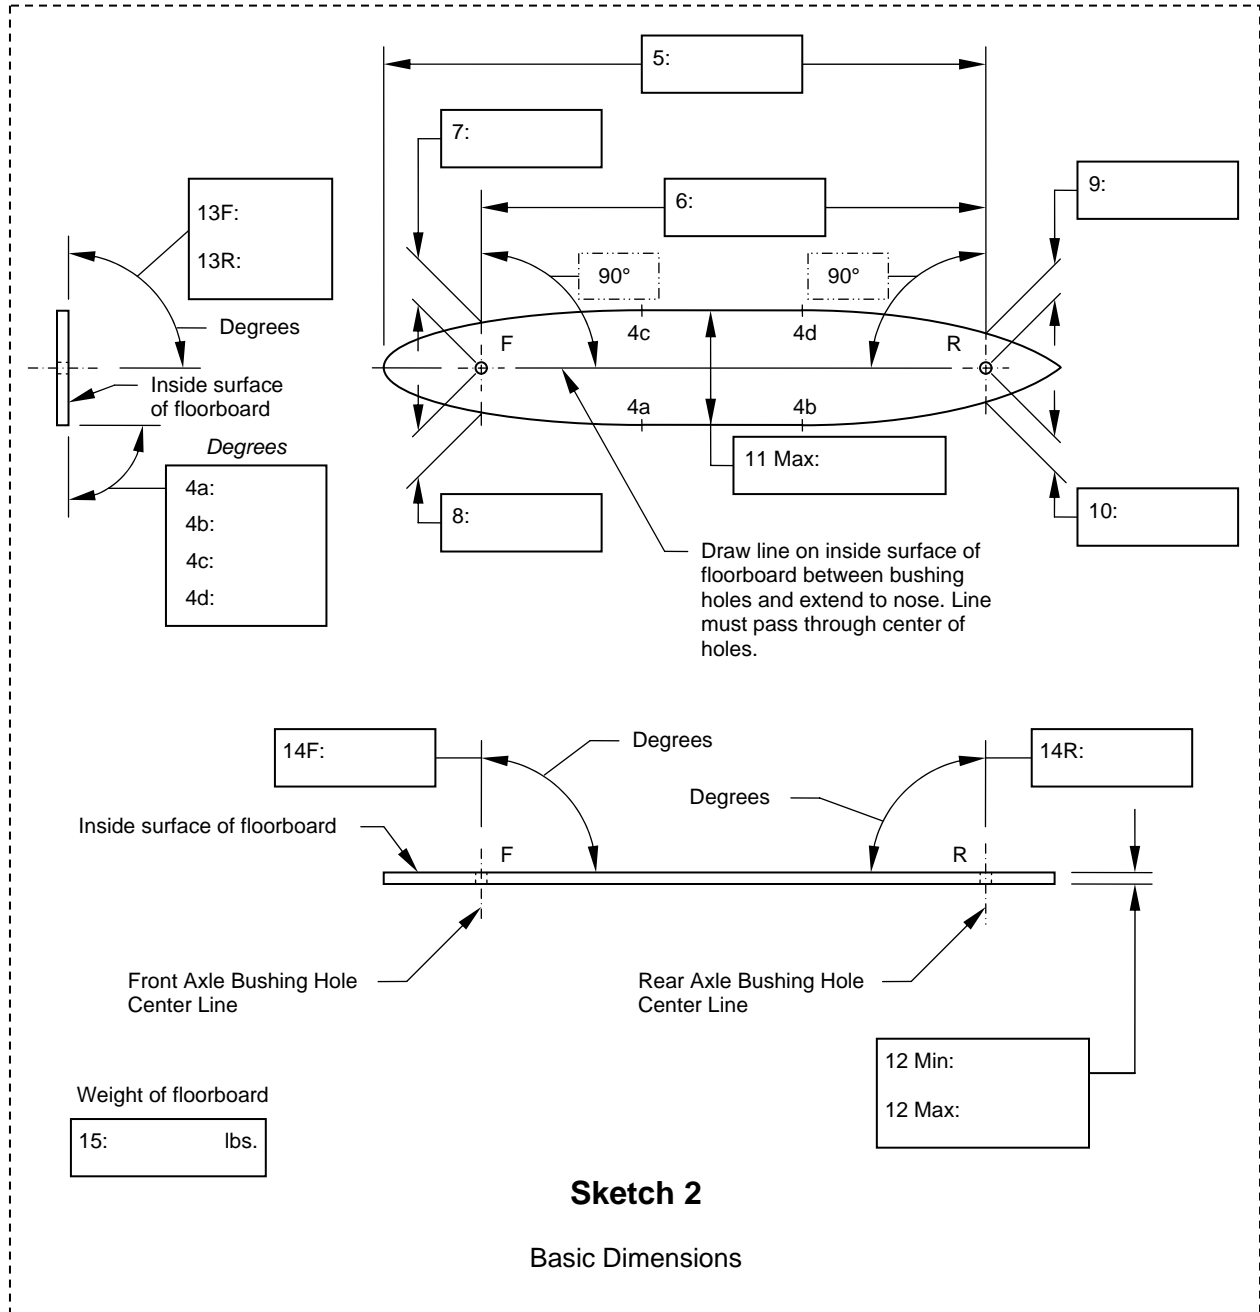 5:
7:
9:
13F:
13R:
6:
90°
90°
Degrees
4c
4d
F
R
Inside surface
of floorboard
4a
4b
Degrees
11 Max:
4a:
4b:
4c:
4d:
8:
10:
Draw line on inside surface of
floorboard between bushing
holes and extend to nose. Line
must pass through center of
holes.
14F:
Degrees
14R:
Degrees
Inside surface of floorboard
F
R
Front Axle Bushing Hole
Center Line
Rear Axle Bushing Hole
Center Line
12 Min:
12 Max:
Weight of floorboard
15: lbs.
Sketch 2
Basic Dimensions